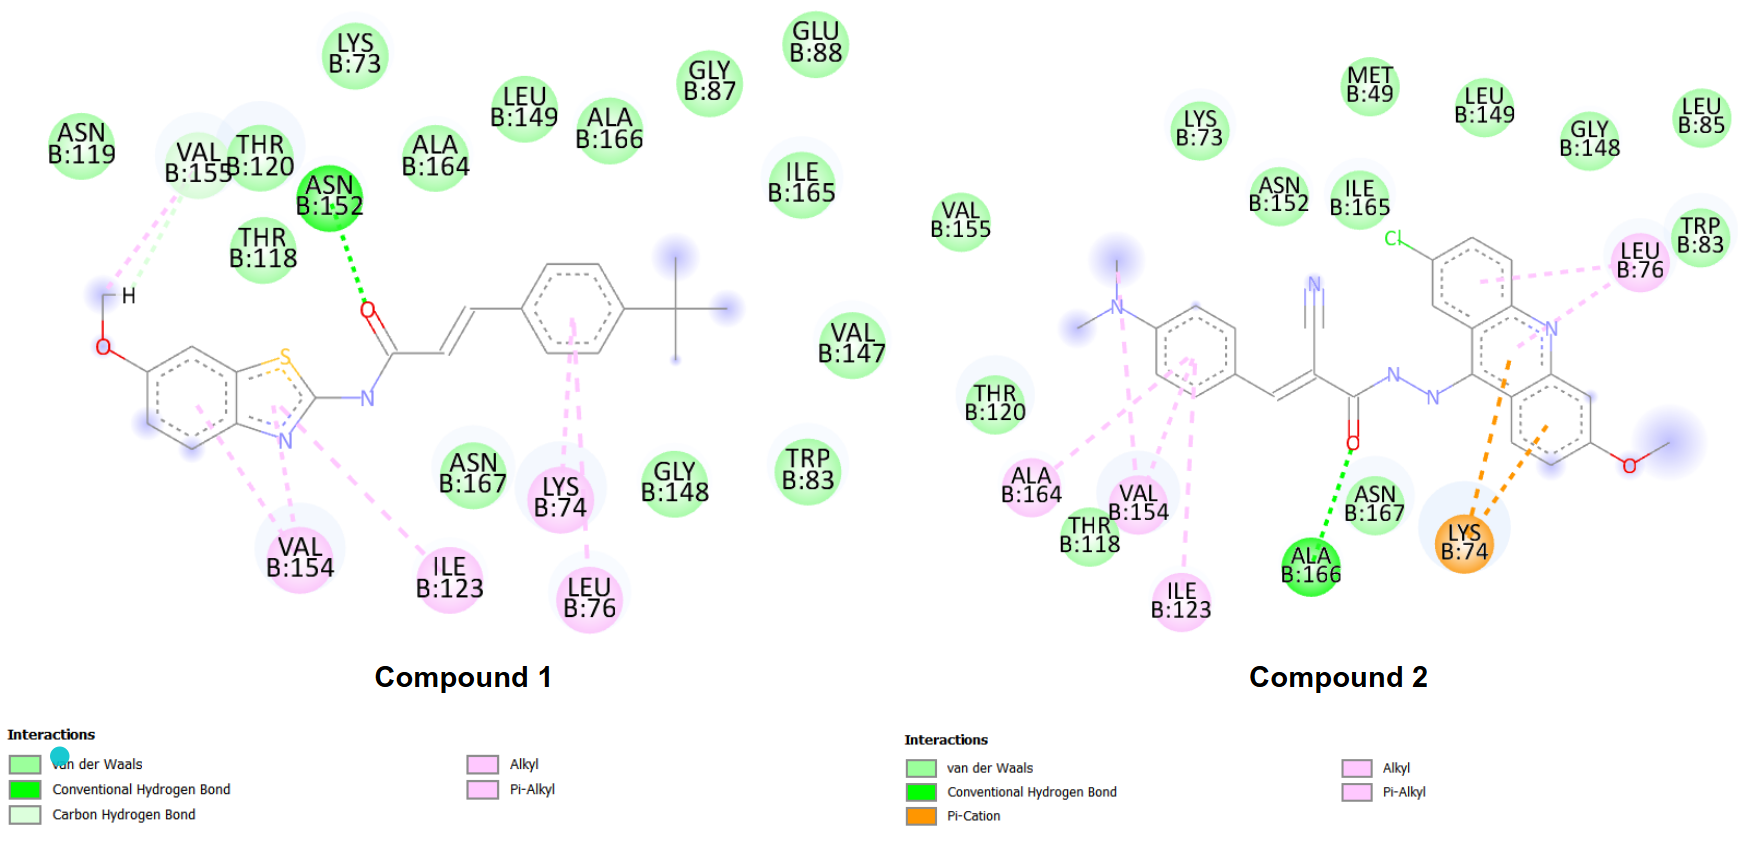 LYS
B:73
GLU
B:88
GLY
B:87
LEU
B:149
ALA
B:166
ASN
B:119
VAL
B:155
THR
B:120
ALA
B:164
ASN
B:152
ILE
B:165
THR
B:118
H
O
O
S
N
N
VAL
B:147
ASN
B:167
LYS
B:74
GLY
B:148
TRP
B:83
VAL
B:154
ILE
B:123
LEU
B:76
Compound 1
Interactions
van der Waals
Conventional Hydrogen Bond
Carbon Hydrogen Bond
Alkyl
Pi-Alkyl
MET
B:49
LEU
B:149
LEU
B:85
LYS
B:73
GLY
B:148
ASN
B:152
ILE
B:165
VAL
B:155
TRP
B:83
LEU
B:76
Cl
N
N
N
N
N
O
O
THR
B:120
ALA
B:164
VAL
B:154
THR
B:118
ASN
B:167
LYS
B:74
ALA
B:166
ILE
B:123
Compound 2
Interactions
van der Waals
Conventional Hydrogen Bond
Pi-Cation
Alkyl
Pi-Alkyl